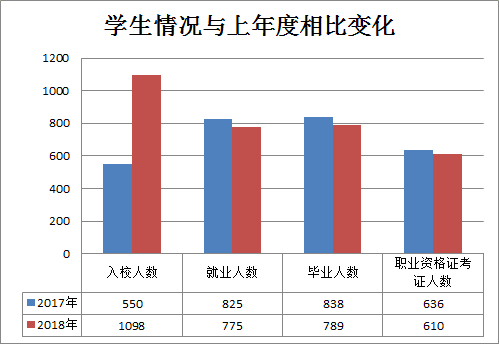 学生情况与上年度相比变化
1200
1000
800
600
400
200
0
入校人数 就业人数 毕业人数 职业资格证考
证人数
2017年 550 825 838 636
2018年 1098 775 789 610